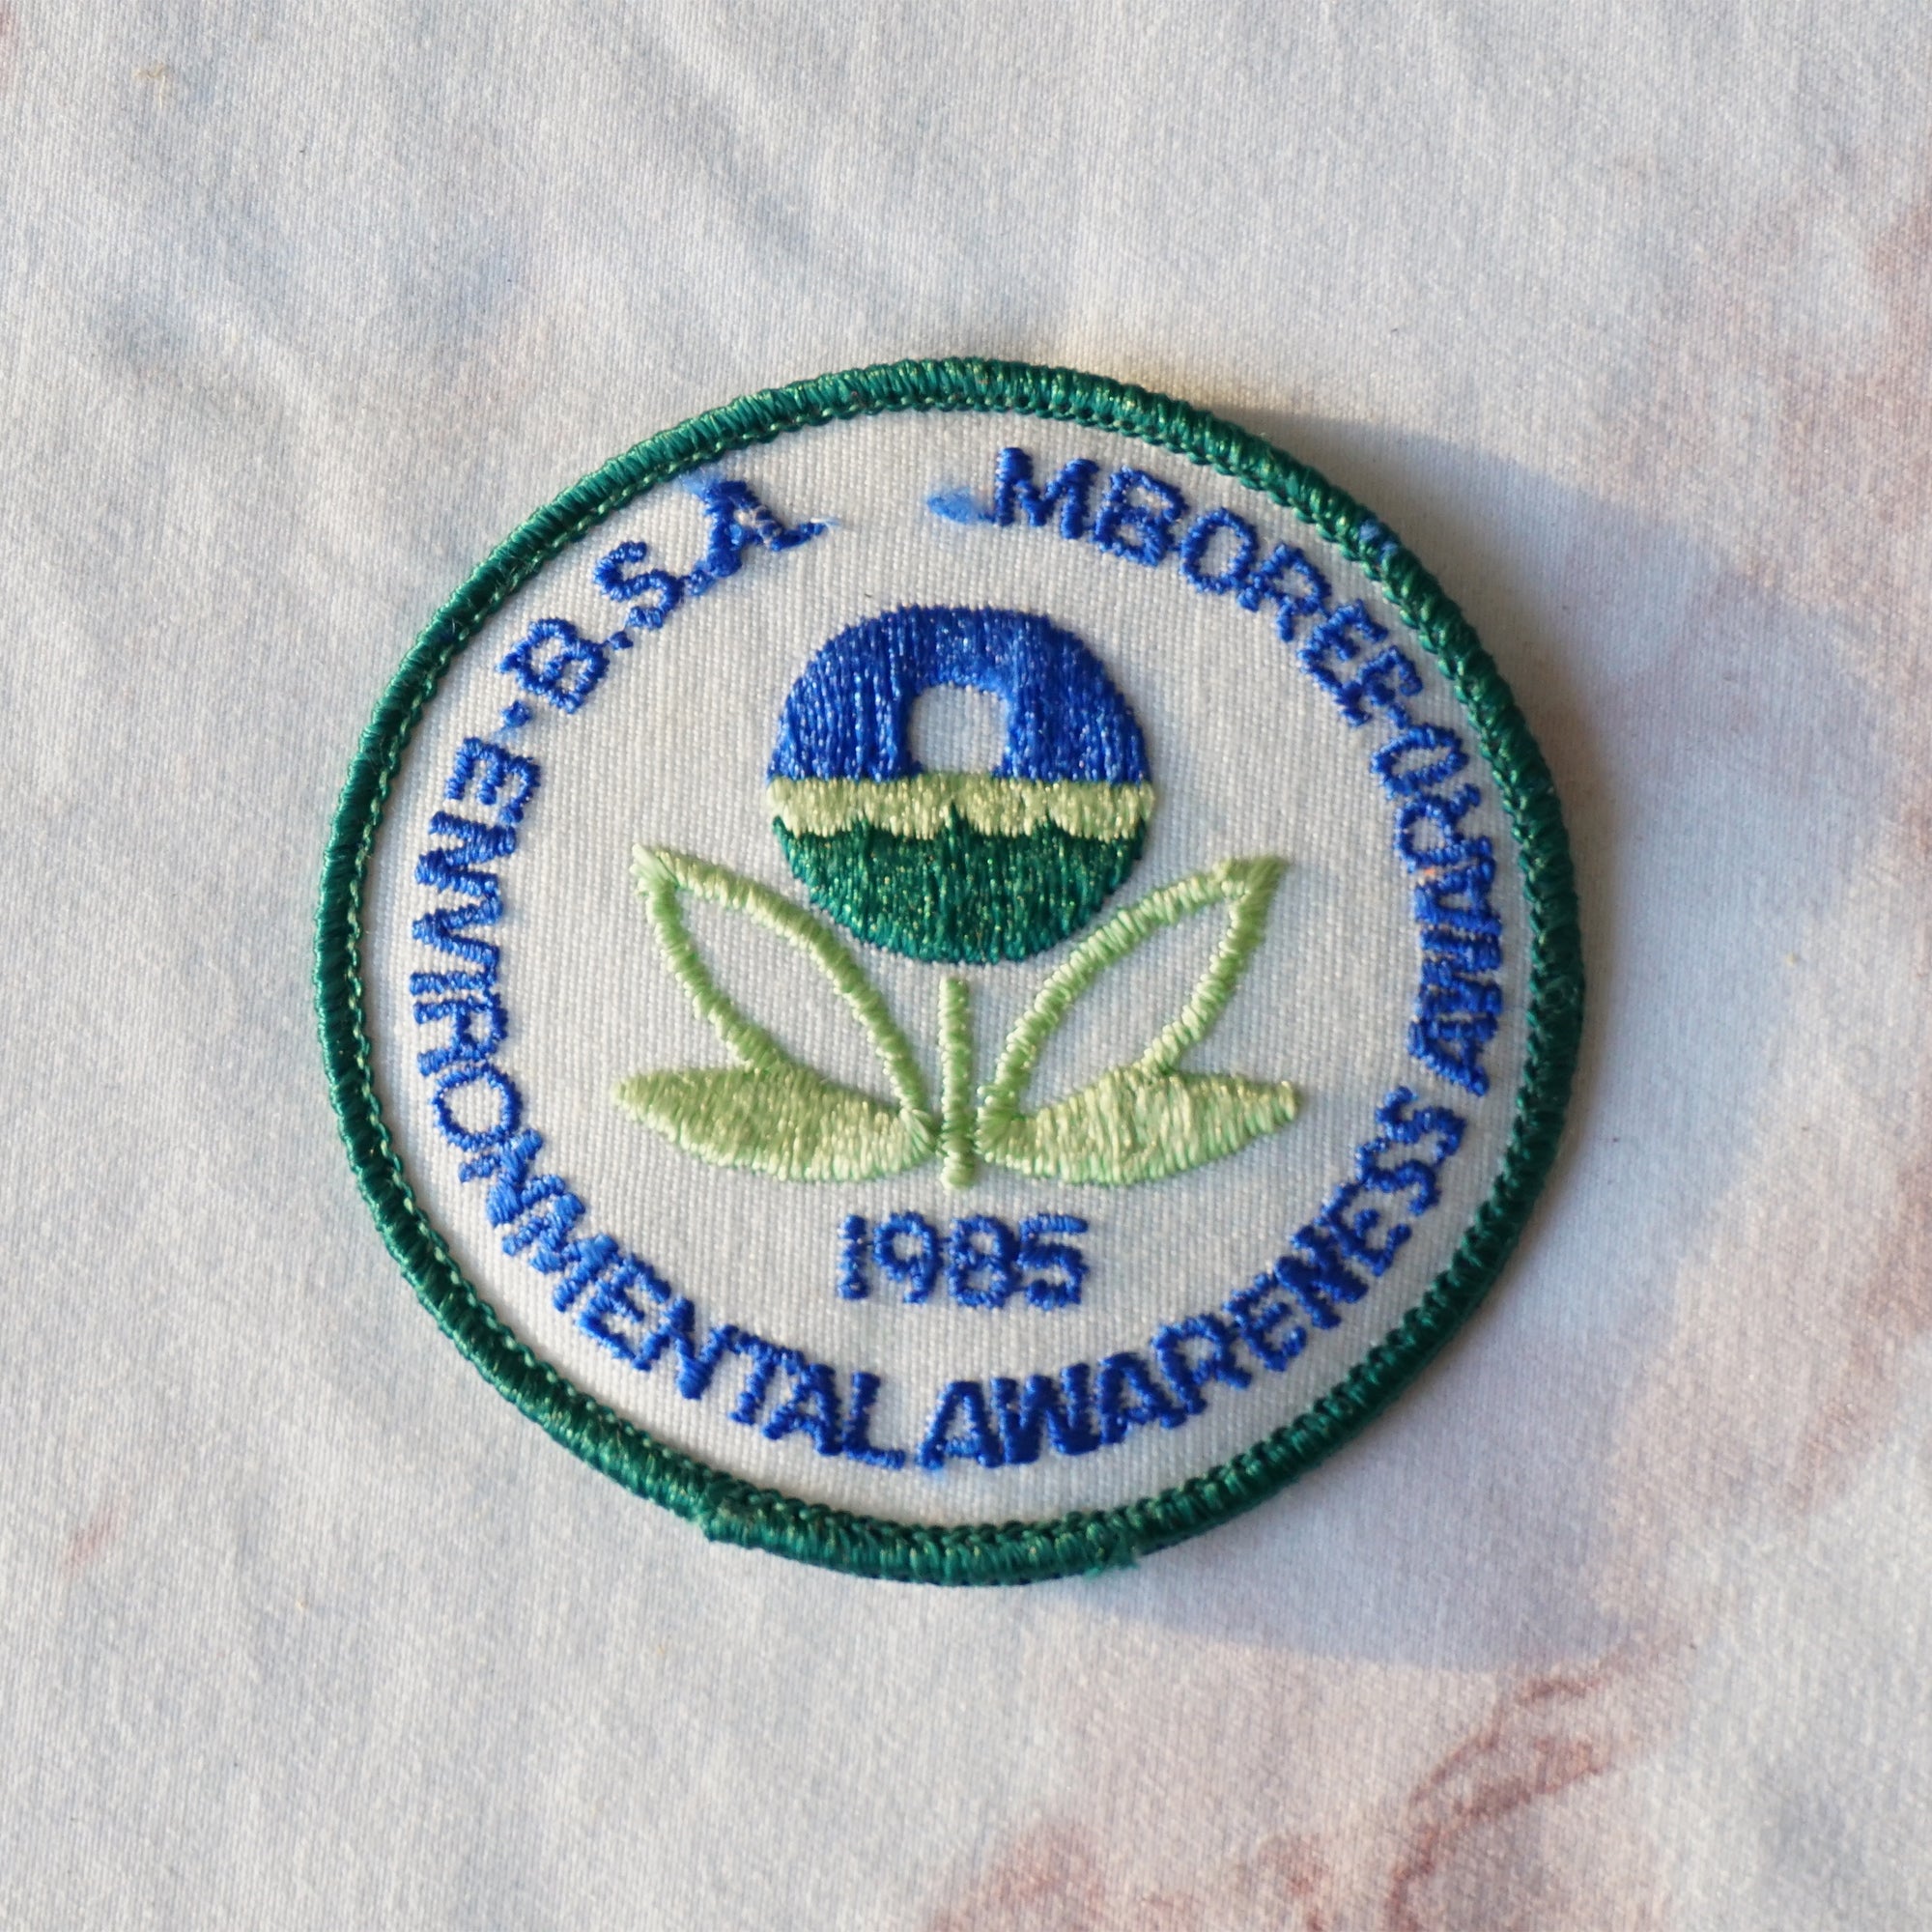 B.S.A. MBOREE
ENVIRONMENTAL AWARENESS AWARD
1985